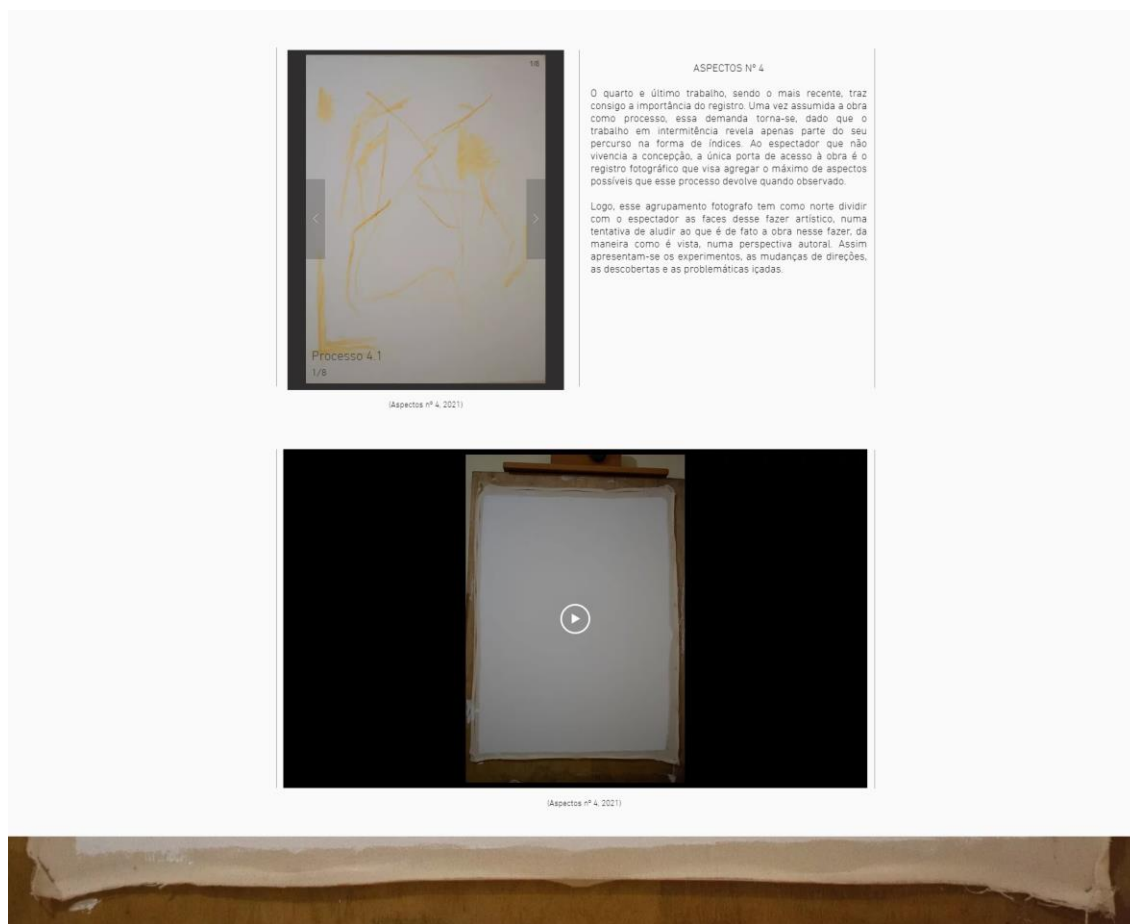 1/8
Processo 4.1
1/8
(Aspectos nº 4, 2021)
ASPECTOS Nº 4
O quarto e último trabalho, sendo o mais recente, traz
consigo a importância do registro. Uma vez assumida a obra
como processo, essa demanda torna-se, dado que o
trabalho em intermitência revela apenas parte do seu
percurso na forma de índices. Ao espectador que não
vivencia a concepção, a única porta de acesso à obra é o
registro fotográfico que visa agregar o máximo de aspectos
possíveis que esse processo devolve quando observado.
Logo, esse agrupamento fotografo tem como norte dividir
com o espectador as faces desse fazer artístico, numa
tentativa de aludir ao que é de fato a obra nesse fazer, da
maneira como é vista, numa perspectiva autoral. Assim
apresentam-se os experimentos, as mudanças de direções,
as descobertas e as problemáticas içadas.
(Aspectos nº 4, 2021)